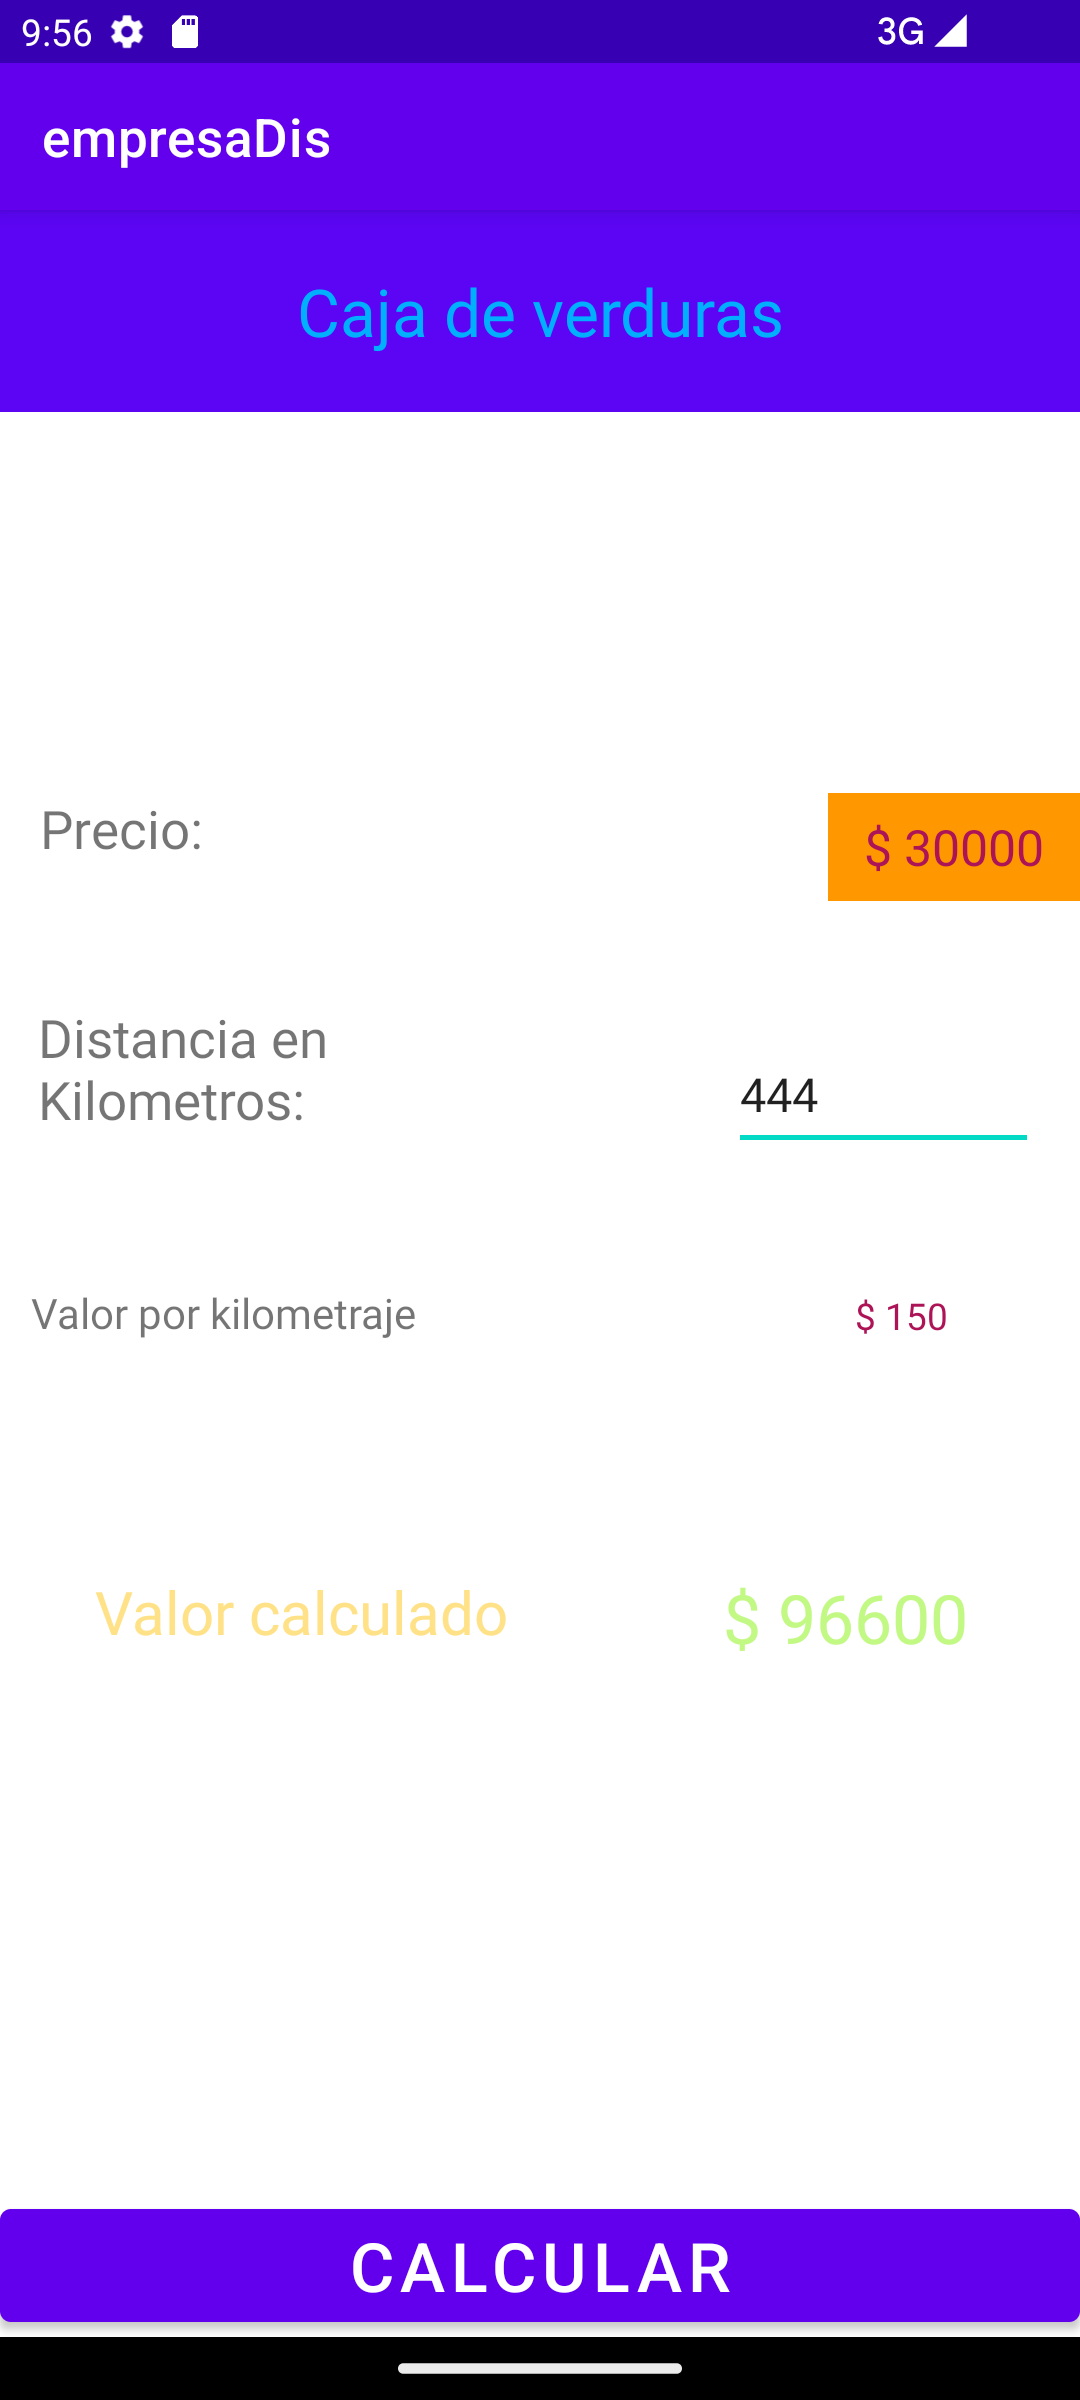 9:56 3G
empresaDis
Caja de verduras
Precio:
$ 30000
Distancia en
Kilometros:
444
Valor por kilometraje
$ 150
Valor calculado
$ 96600
CALCULAR